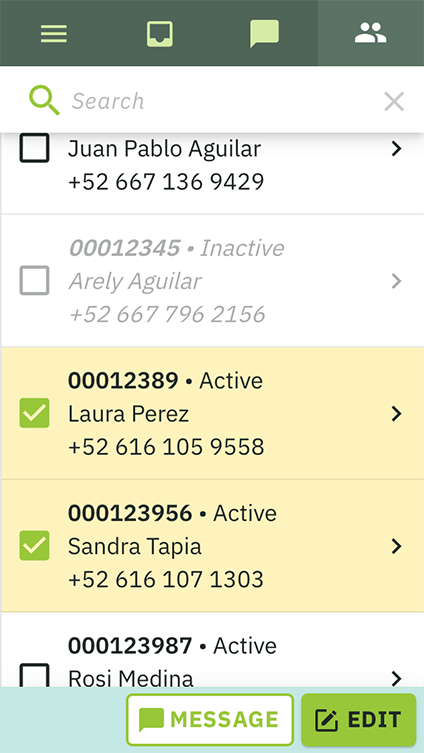 Search
Juan Pablo Aguilar
+52 667 136 9429
00012345 • Inactive
Arely Aguilar
+52 667 796 2156
00012389 • Active
Laura Perez
+52 616 105 9558
000123956 • Active
Sandra Tapia
+52 616 107 1303
000123987 • Active
Rosi Medina
MESSAGE EDIT